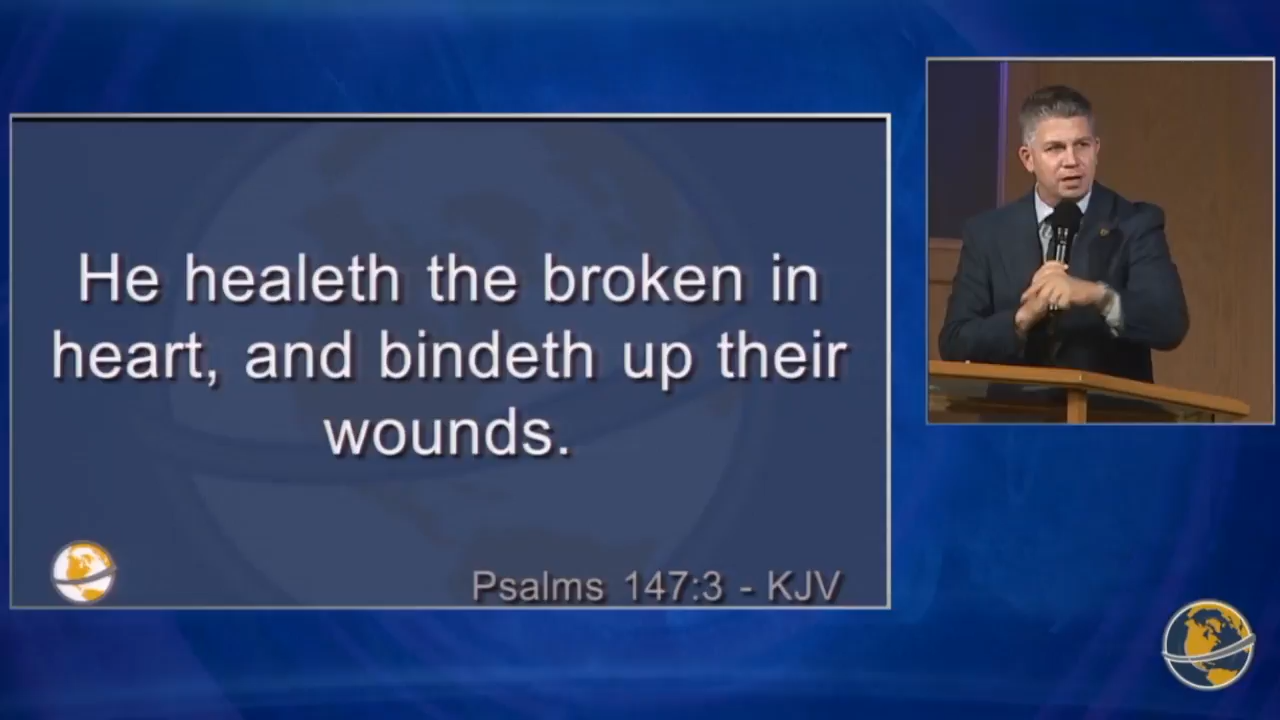 He healeth the broken in
heart, and bindeth up their
wounds.
Psalms 147:3 - KJV